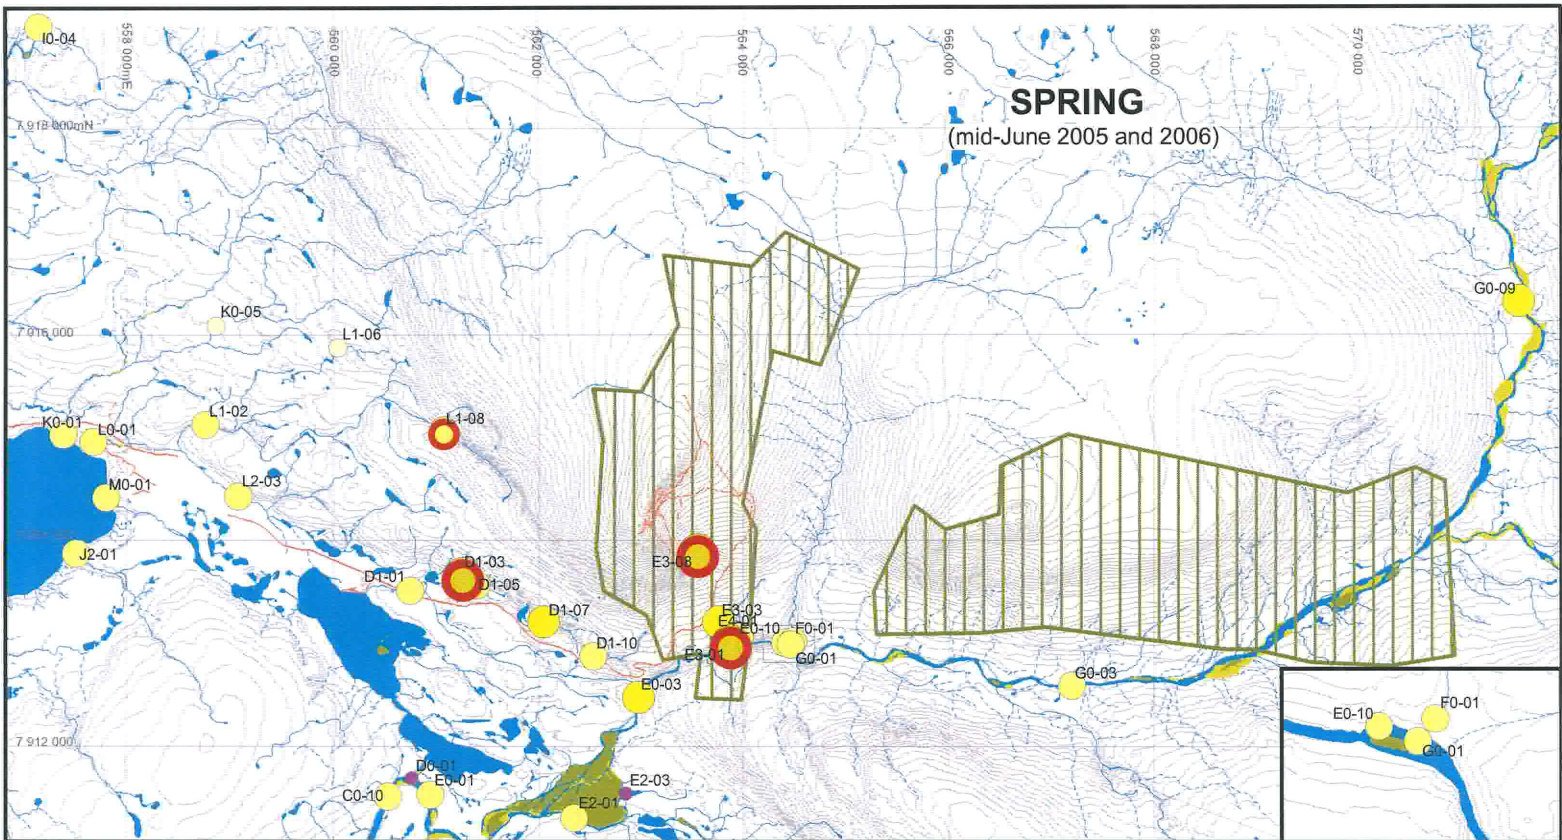 I0-04
558 000mE
560 000
562 000
564 000
566 000
568 000
570 000
SPRING
(mid-June 2005 and 2006)
7 918 000mN
G0-09
K0-05
7 916 000
L1-06
L1-02
L1-08
K0-01
L0-01
M0-01
L2-03
J2-01
E3-08
D1-03
D1-01
D1-05
D1-07
E3-03
E4-01
E0-10
F0-01
D1-10
E3-01
G0-01
G0-03
E0-03
7 912 000
D0-01
C0-10
E0-01
E2-03
E2-01
E0-10
F0-01
G0-01